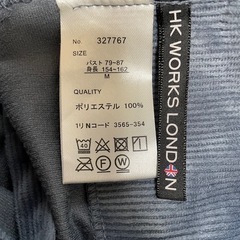 No. 327767
SIZE
バスト 79-87
身長 154-162
M
QUALITY
ポリエステル 100%
1リNコード 3565-354
40
HK WORKS LONDON